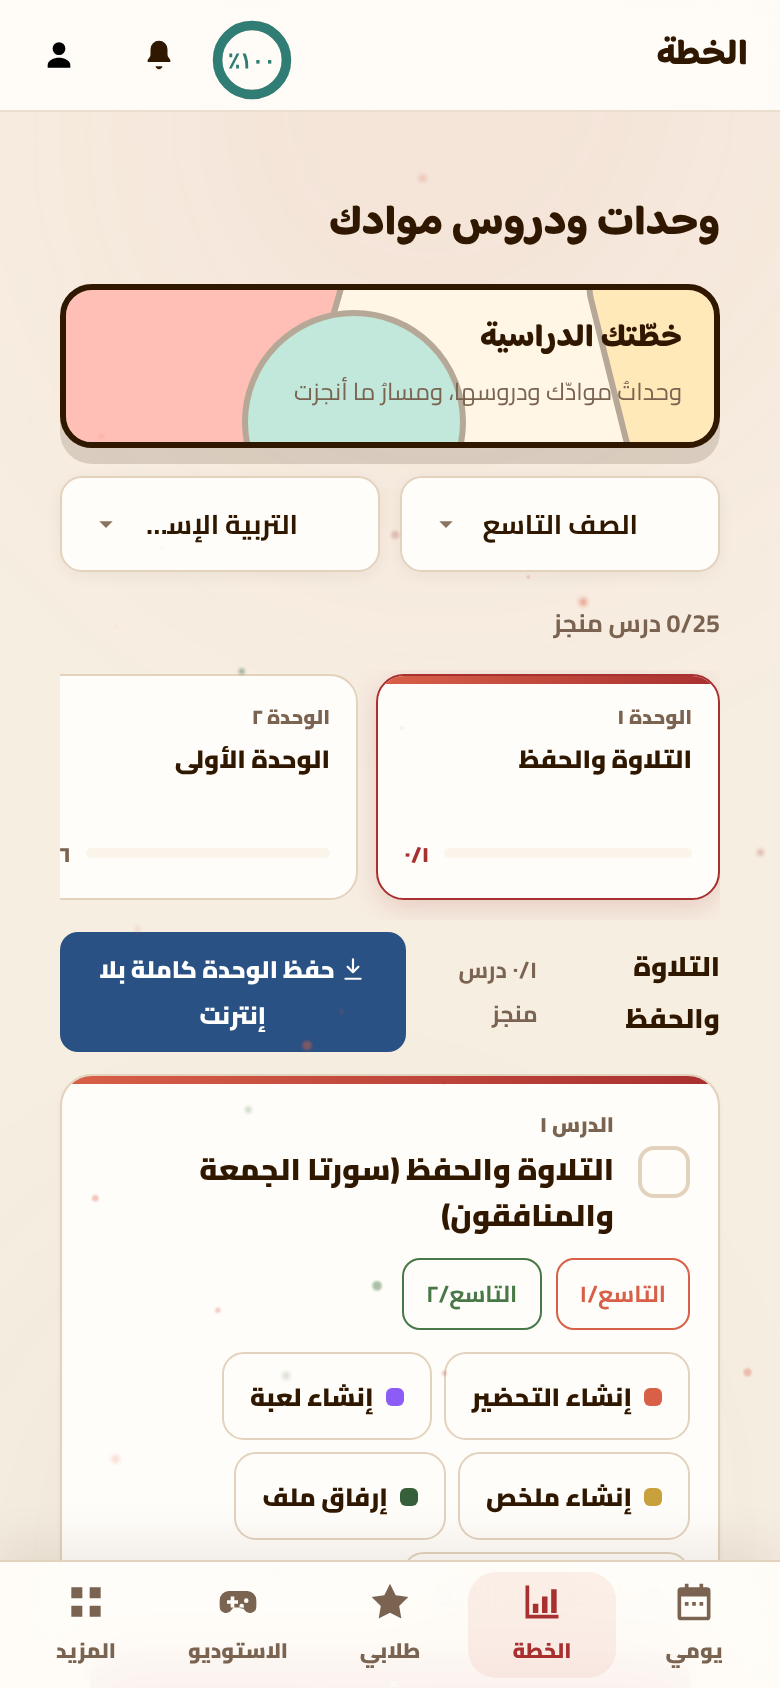 الخطة
٪١٠٠
وحدات ودروس موادك
خطّتك الدراسية
وحداتُ موادّك ودروسها، ومسارُ ما أنجزت
الصف التاسع
التربية الإس...
0/25 درس منجز
الوحدة ١
التلاوة والحفظ
٠/١
الوحدة ٢
الوحدة الأولى
٦
التلاوة
والحفظ
٠/١ درس
منجز
حفظ الوحدة كاملة بلا
إنترنت
الدرس ١
التلاوة والحفظ (سورتا الجمعة
والمنافقون)
التاسع/١
التاسع/٢
إنشاء التحضير
إنشاء لعبة
إنشاء ملخص
إرفاق ملف
يومي
الخطة
طلابي
الاستوديو
المزيد